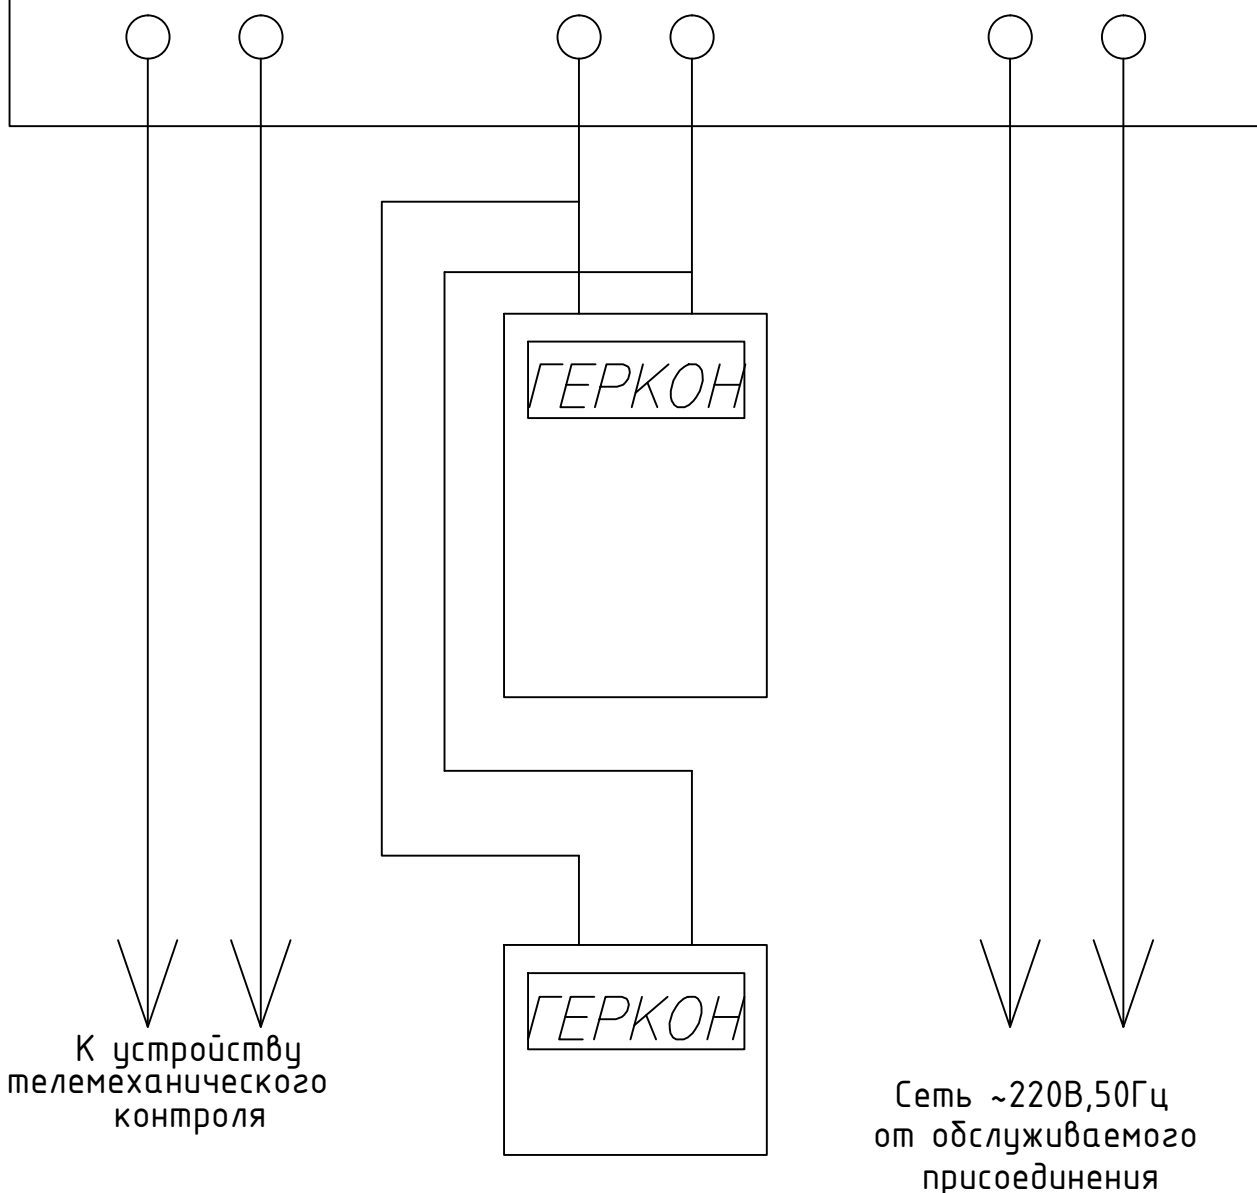 ГЕРКОН
ГЕРКОН
К устройству
телемеханического
контроля
Сеть ~220В,50Гц
от обслуживаемого
присоединения